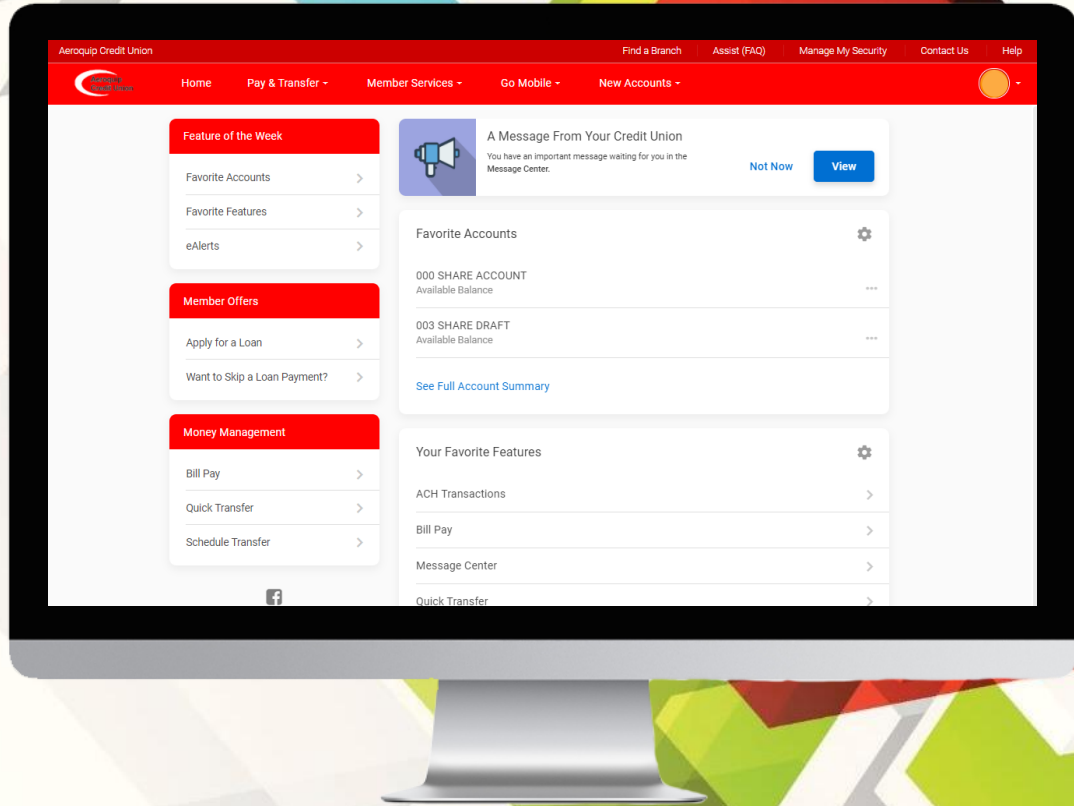 Aeroquip Credit Union
Find a Branch
Assist (FAQ)
Manage My Security
Contact Us
Help
Home
Pay & Transfer
Member Services
Go Mobile
New Accounts
Feature of the Week
Favorite Accounts
Favorite Features
eAlerts
Member Offers
Apply for a Loan
Want to Skip a Loan Payment?
Money Management
Bill Pay
Quick Transfer
Schedule Transfer
A Message From Your Credit Union
You have an important message waiting for you in the
Message Center.
Not Now
View
Favorite Accounts
000 SHARE ACCOUNT
Available Balance
003 SHARE DRAFT
Available Balance
See Full Account Summary
Your Favorite Features
ACH Transactions
Bill Pay
Message Center
Quick Transfer